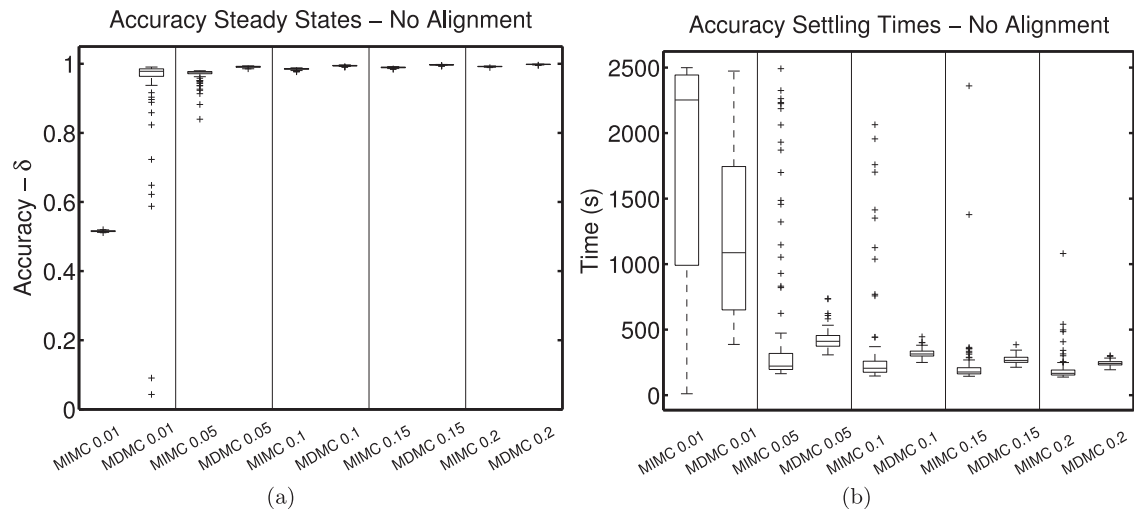 Accuracy Steady States – No Alignment
Accuracy – δ
1
0.8
0.6
0.4
0.2
0
MIMC 0.01
MDMC 0.01
MIMC 0.05
MDMC 0.05
MIMC 0.1
MDMC 0.1
MIMC 0.15
MDMC 0.15
MIMC 0.2
MDMC 0.2
(a)
Accuracy Settling Times – No Alignment
Time (s)
2500
2000
1500
1000
500
0
MIMC 0.01
MDMC 0.01
MIMC 0.05
MDMC 0.05
MIMC 0.1
MDMC 0.1
MIMC 0.15
MDMC 0.15
MIMC 0.2
MDMC 0.2
(b)